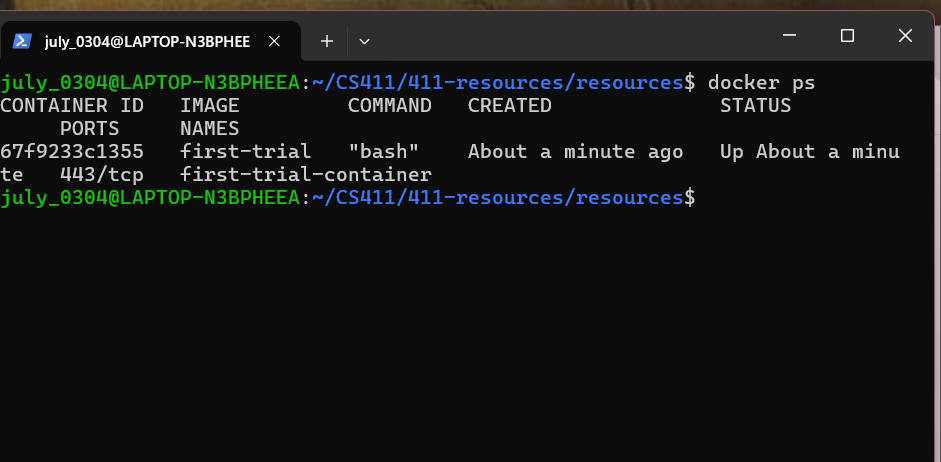 july_0304@LAPTOP-N3BPHEE
july_0304@LAPTOP-N3BPHEEA:~/CS411/411-resources/resources$ docker ps
CONTAINER ID   IMAGE         COMMAND   CREATED              STATUS
     PORTS     NAMES
67f9233c1355   first-trial   "bash"    About a minute ago   Up About a minu
te   443/tcp   first-trial-container
july_0304@LAPTOP-N3BPHEEA:~/CS411/411-resources/resources$